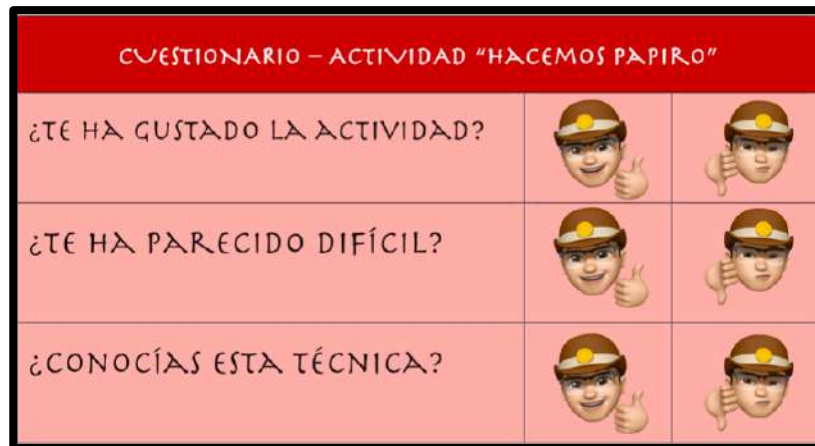 CUESTIONARIO – ACTIVIDAD “HACEMOS PAPIRO”
¿TE HA GUSTADO LA ACTIVIDAD?
¿TE HA PARECIDO DIFÍCIL?
¿CONOCÍAS ESTA TÉCNICA?